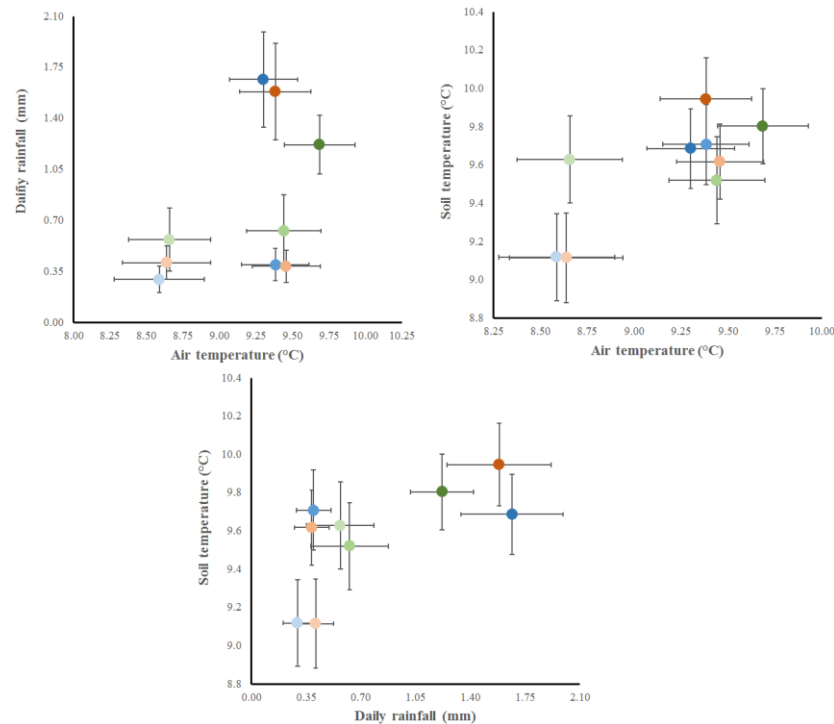 2.10
1.75
1.40
1.05
0.70
0.35
0.00
Daily rainfall (mm)
8.00 8.25 8.50 8.75 9.00 9.25 9.50 9.75 10.00 10.25
Air temperature (°C)
10.4
10.2
10.0
9.8
9.6
9.4
9.2
9.0
8.8
Soil temperature (°C)
8.25 8.50 8.75 9.00 9.25 9.50 9.75 10.00
Air temperature (°C)
10.4
10.2
10.0
9.8
9.6
9.4
9.2
9.0
8.8
Soil temperature (°C)
0.00 0.35 0.70 1.05 1.40 1.75 2.10
Daily rainfall (mm)